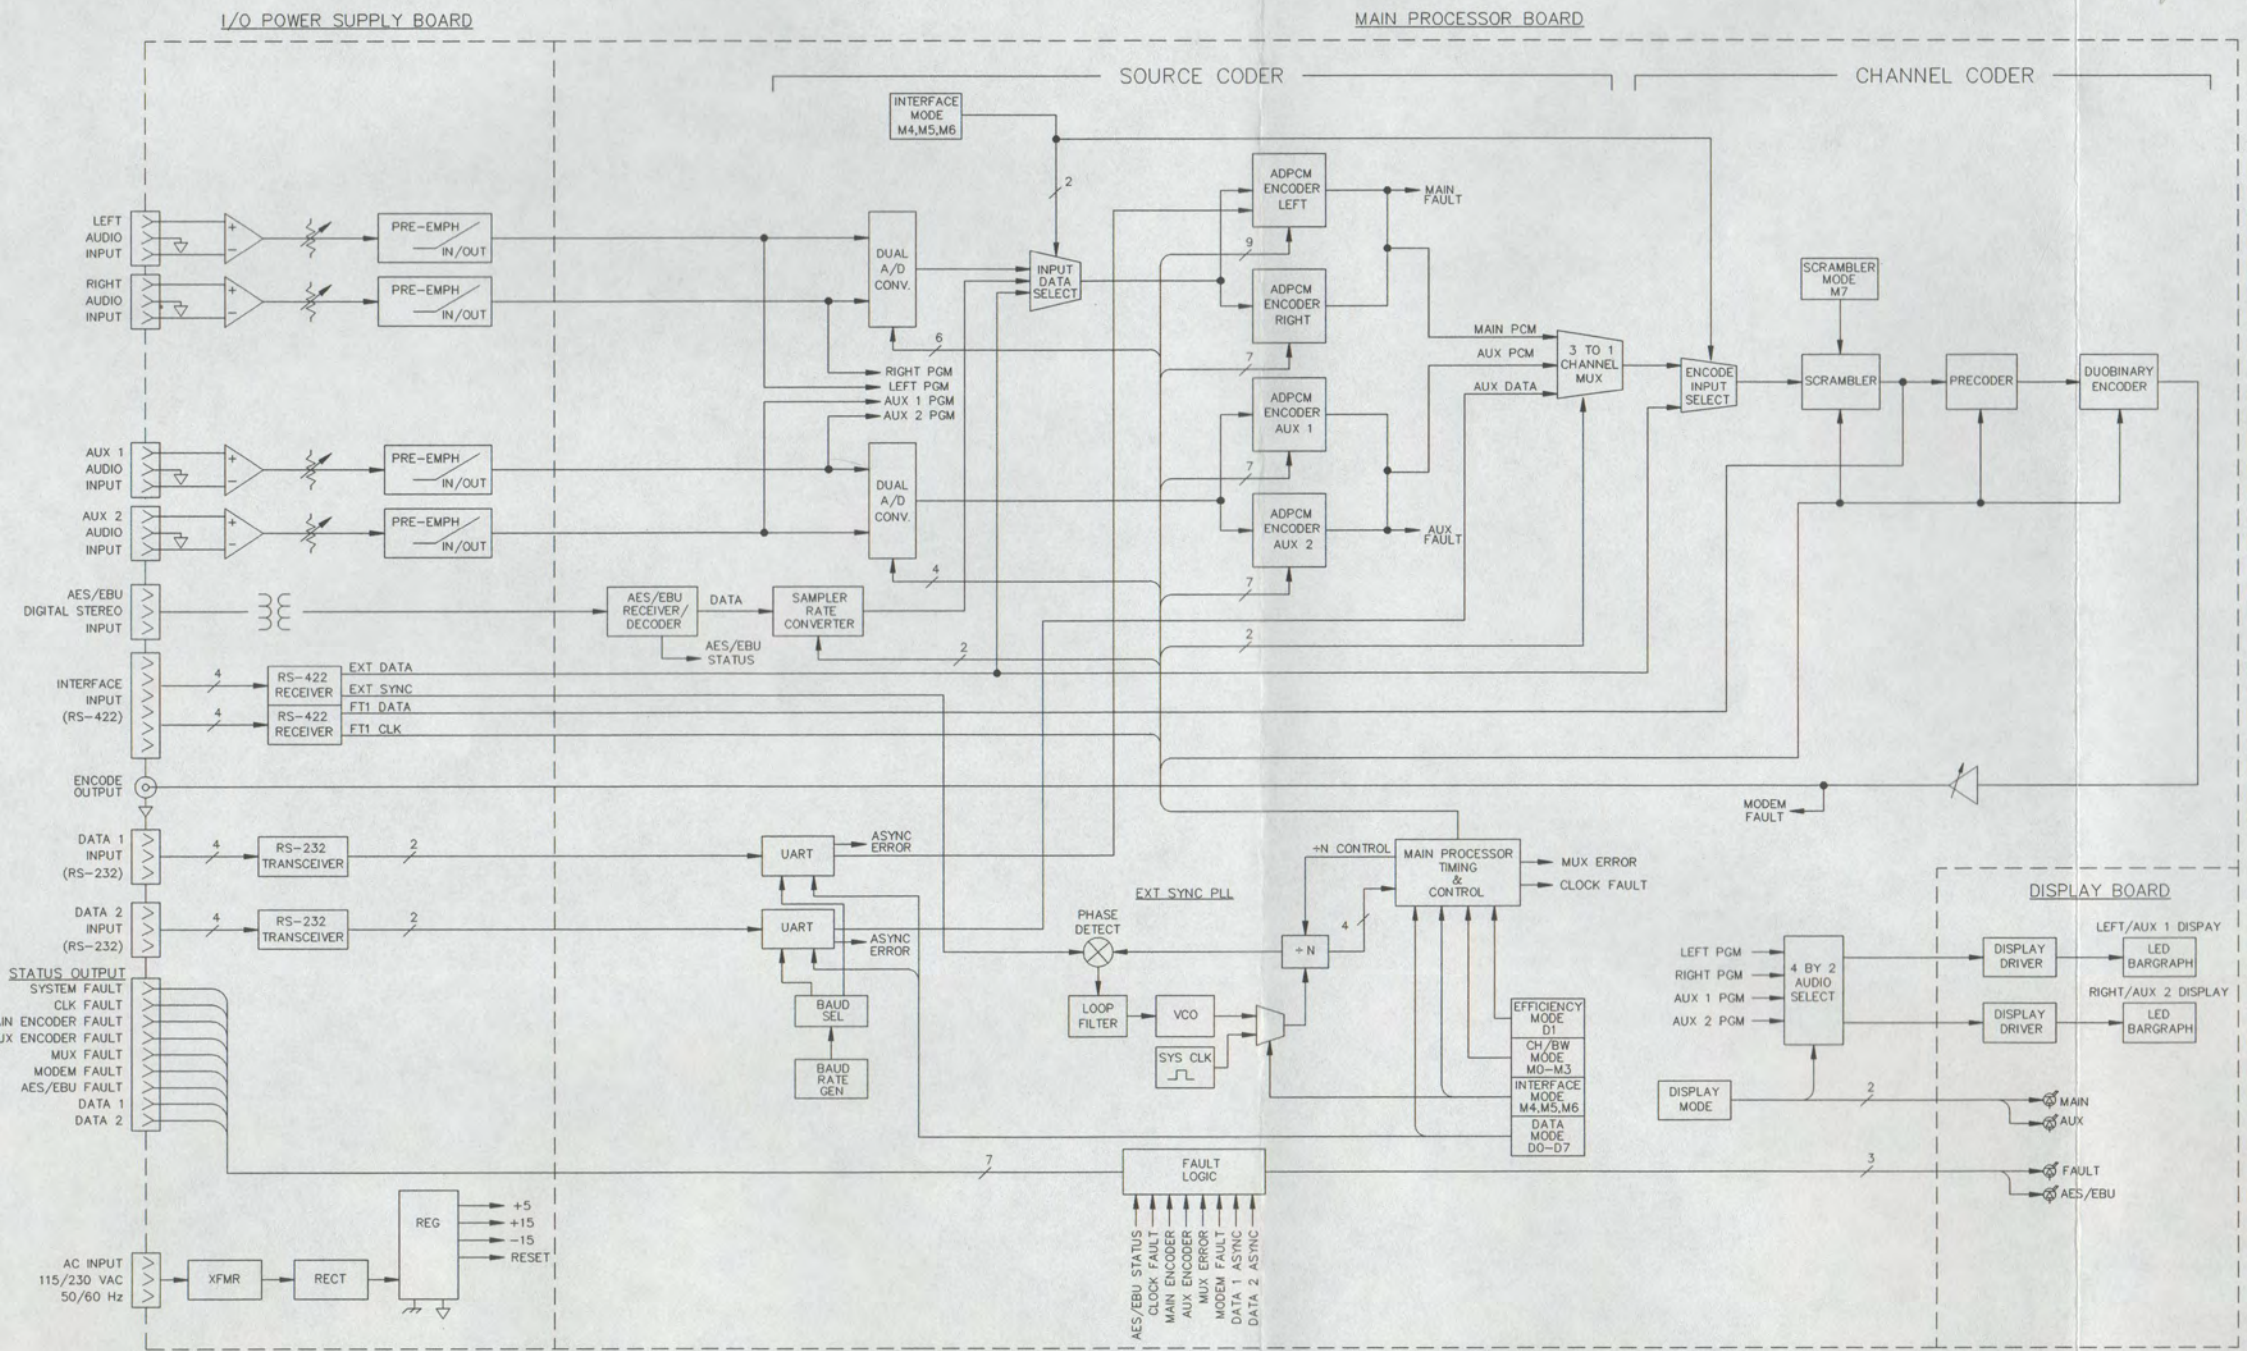 I/O POWER SUPPLY BOARD
MAIN PROCESSOR BOARD
SOURCE CODER
CHANNEL CODER
INTERFACE
MODE
M4,M5,M6
2
LEFT
AUDIO
INPUT
+
−
PRE-EMPH
IN/OUT
RIGHT
AUDIO
INPUT
+
−
PRE-EMPH
IN/OUT
DUAL
A/D
CONV.
6
INPUT
DATA
SELECT
ADPCM
ENCODER
LEFT
9
ADPCM
ENCODER
RIGHT
7
MAIN
FAULT
RIGHT PGM
LEFT PGM
AUX 1 PGM
AUX 2 PGM
MAIN PCM
AUX PCM
AUX DATA
3 TO 1
CHANNEL
MUX
ENCODE
INPUT
SELECT
SCRAMBLER
MODE
M7
SCRAMBLER
PRECODER
DUOBINARY
ENCODER
AUX 1
AUDIO
INPUT
+
−
PRE-EMPH
IN/OUT
AUX 2
AUDIO
INPUT
+
−
PRE-EMPH
IN/OUT
DUAL
A/D
CONV.
4
ADPCM
ENCODER
AUX 1
7
ADPCM
ENCODER
AUX 2
7
AUX
FAULT
AES/EBU
DIGITAL STEREO
INPUT
AES/EBU
RECEIVER/
DECODER
DATA
SAMPLER
RATE
CONVERTER
AES/EBU
STATUS
2
2
INTERFACE
INPUT
(RS-422)
4
RS-422
RECEIVER
EXT DATA
EXT SYNC
4
RS-422
RECEIVER
FT1 DATA
FT1 CLK
ENCODE
OUTPUT
MODEM
FAULT
DATA 1
INPUT
(RS-232)
4
RS-232
TRANSCEIVER
2
UART
ASYNC
ERROR
DATA 2
INPUT
(RS-232)
4
RS-232
TRANSCEIVER
2
UART
ASYNC
ERROR
BAUD
SEL
BAUD
RATE
GEN
EXT SYNC PLL
PHASE
DETECT
LOOP
FILTER
VCO
SYS CLK
÷N
÷N CONTROL
4
MAIN PROCESSOR
TIMING
&
CONTROL
MUX ERROR
CLOCK FAULT
EFFICIENCY
MODE
D1
CH/BW
MODE
M0-M3
INTERFACE
MODE
M4,M5,M6
DATA
MODE
D0-D7
DISPLAY BOARD
LEFT PGM
RIGHT PGM
AUX 1 PGM
AUX 2 PGM
4 BY 2
AUDIO
SELECT
DISPLAY
DRIVER
LEFT/AUX 1 DISPAY
LED
BARGRAPH
DISPLAY
DRIVER
RIGHT/AUX 2 DISPLAY
LED
BARGRAPH
DISPLAY
MODE
2
MAIN
AUX
3
FAULT
AES/EBU
STATUS OUTPUT
SYSTEM FAULT
CLK FAULT
IN ENCODER FAULT
UX ENCODER FAULT
MUX FAULT
MODEM FAULT
AES/EBU FAULT
DATA 1
DATA 2
7
FAULT
LOGIC
AES/EBU STATUS
CLOCK FAULT
MAIN ENCODER
AUX ENCODER
MUX ERROR
MODEM FAULT
DATA 1 ASYNC
DATA 2 ASYNC
AC INPUT
115/230 VAC
50/60 Hz
XFMR
RECT
REG
+5
+15
-15
RESET